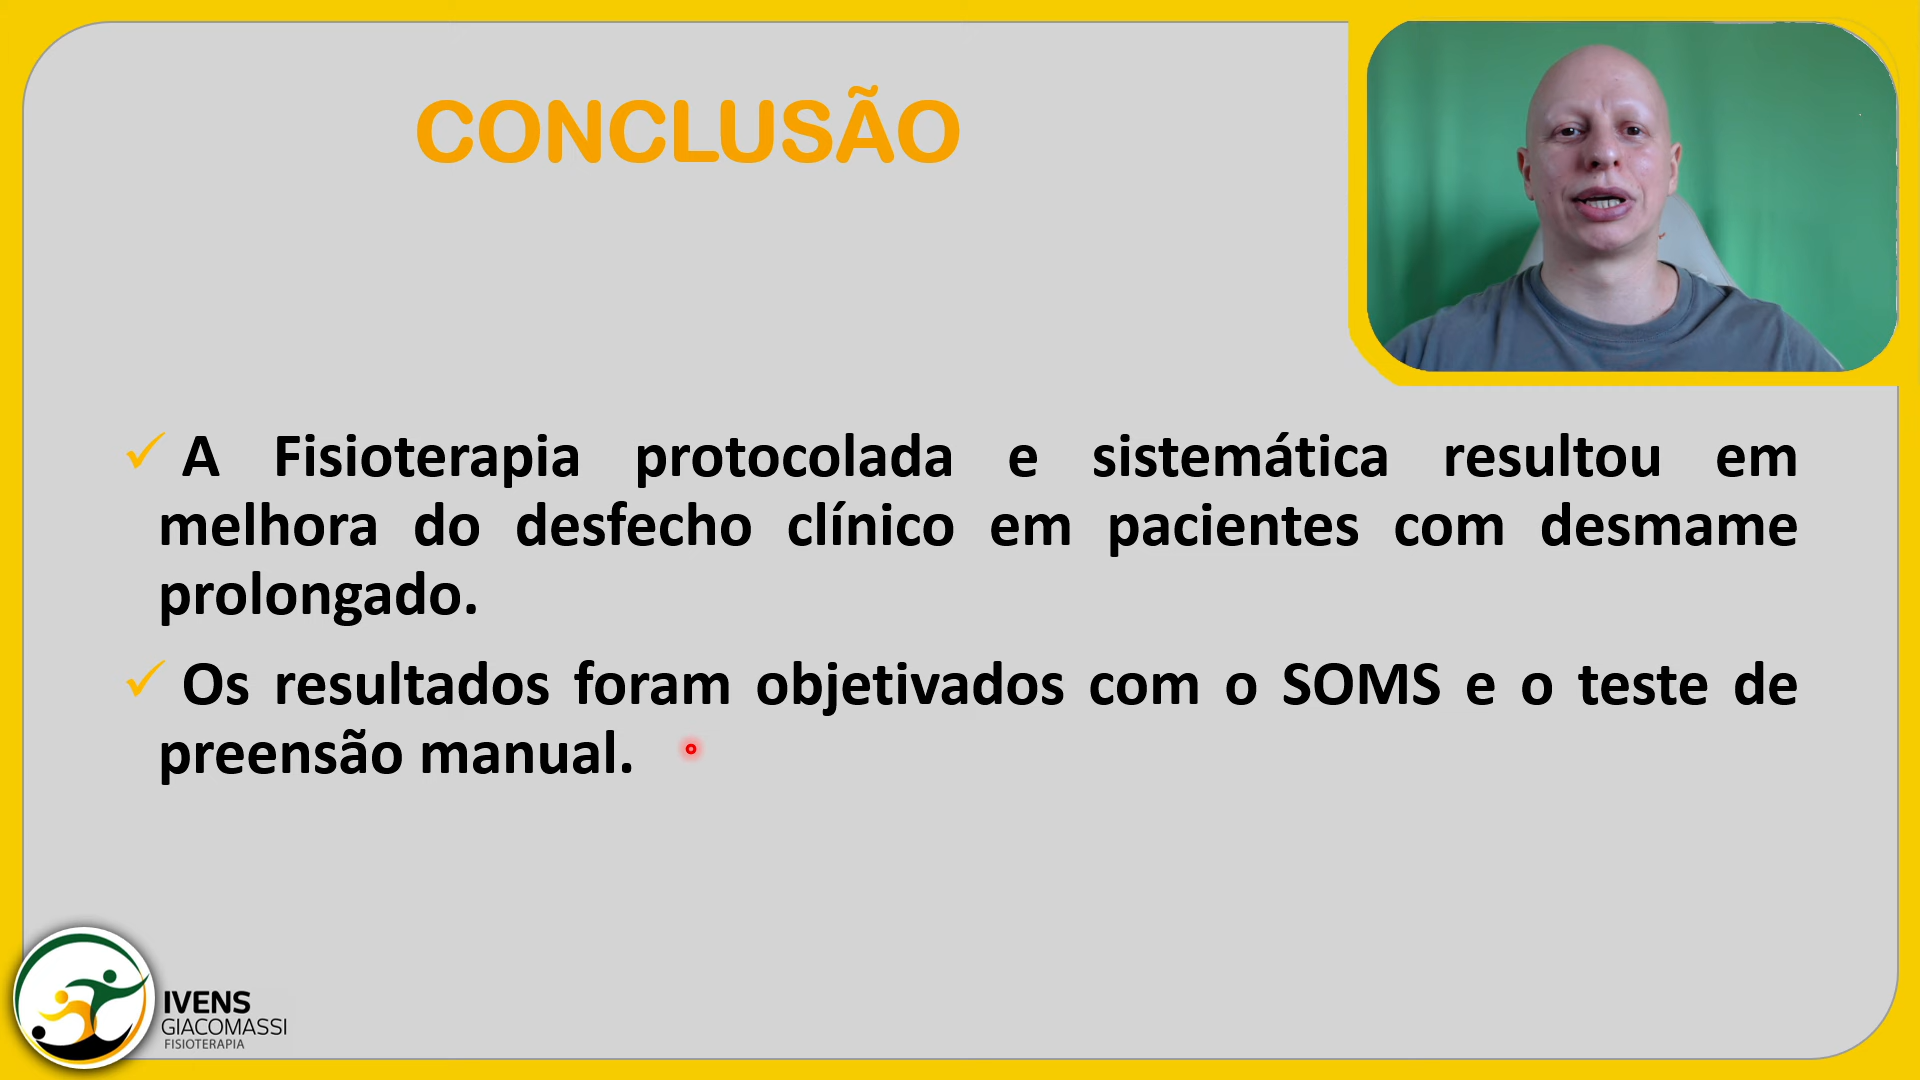 CONCLUSÃO
A Fisioterapia protocolada e sistemática resultou em
melhora do desfecho clínico em pacientes com desmame
prolongado.
Os resultados foram objetivados com o SOMS e o teste de
preensão manual.
IVENS
GIACOMASSI
FISIOTERAPIA